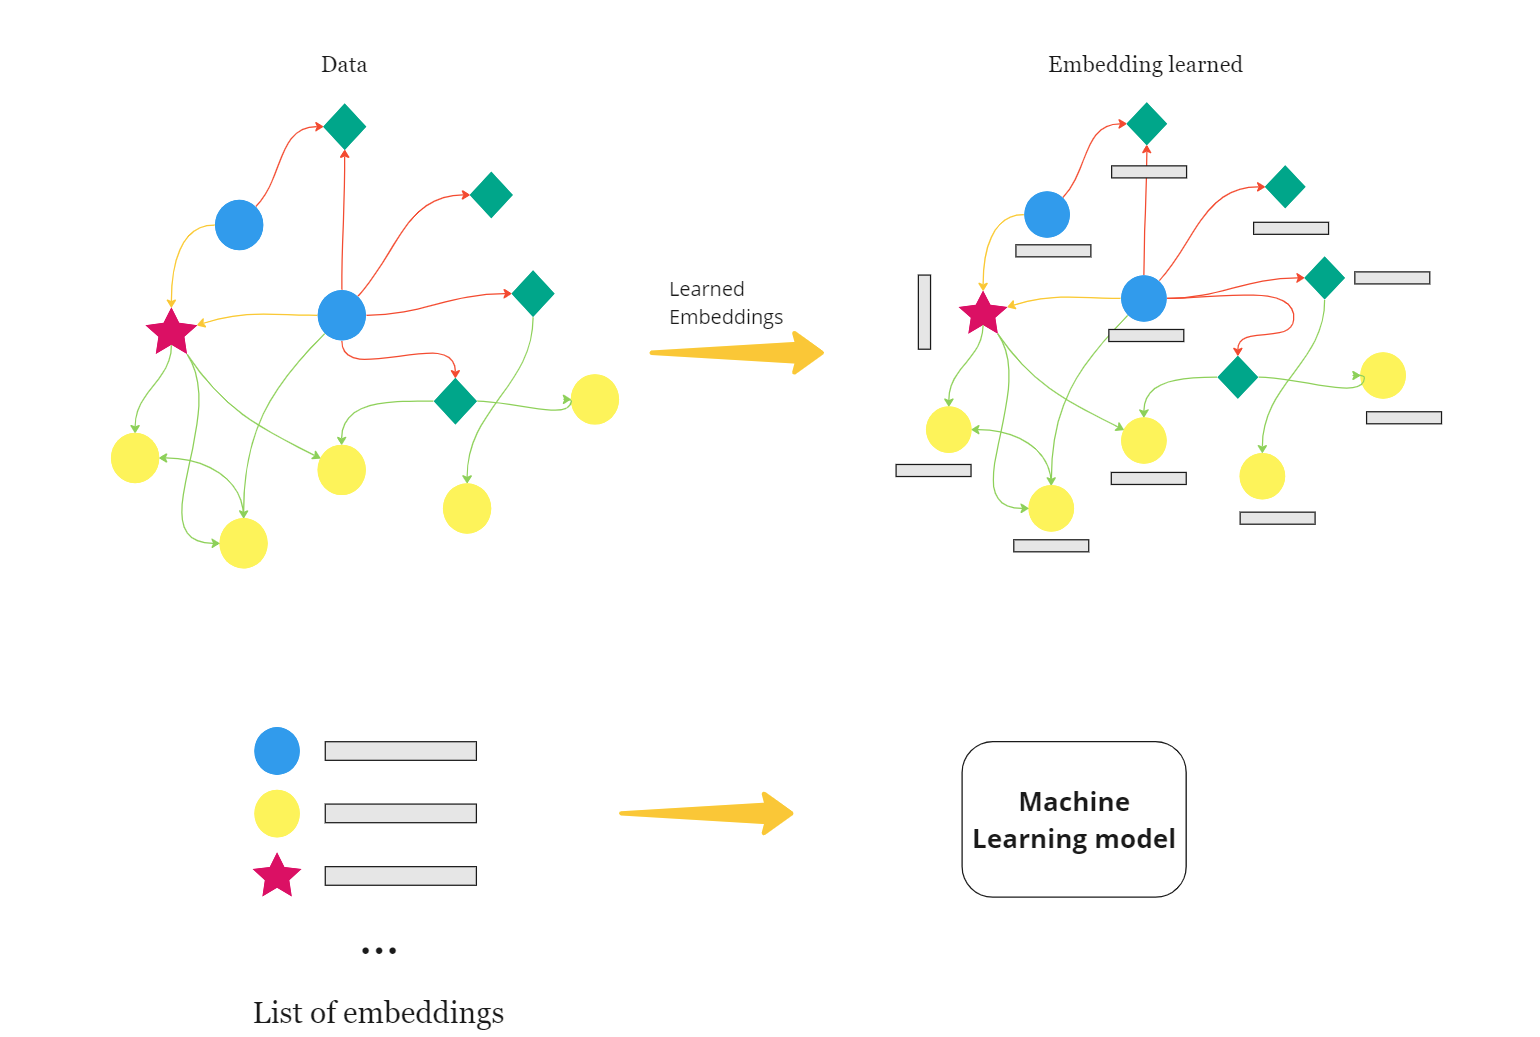 Data
Embedding learned
Learned
Embeddings
Machine
Learning model
...
List of embeddings